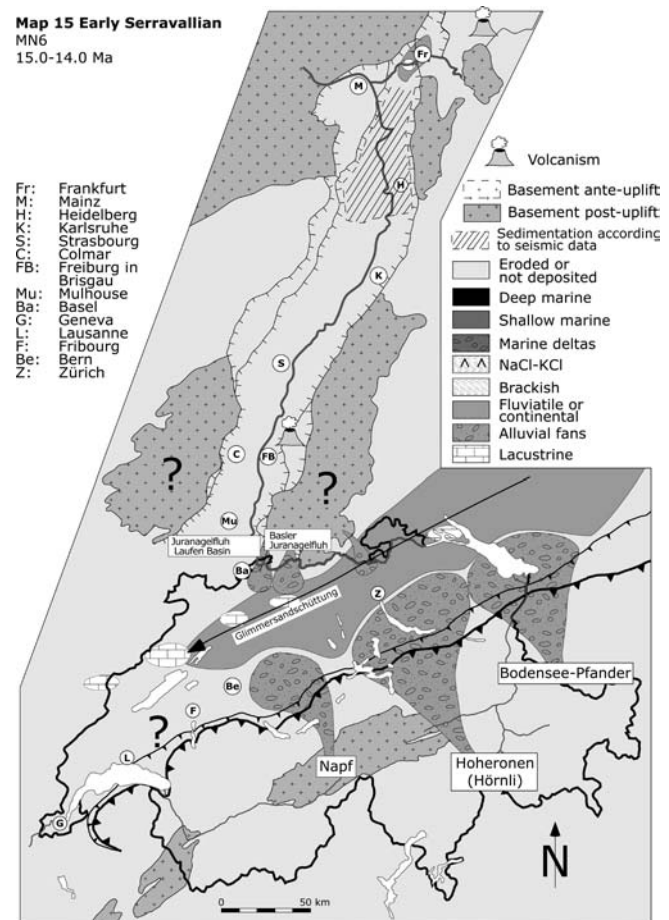 Map 15 Early Serravallian
MN6
15.0-14.0 Ma
Fr: Frankfurt
M: Mainz
H: Heidelberg
K: Karlsruhe
S: Strasbourg
C: Colmar
FB: Freiburg in
Brisgau
Mu: Mulhouse
Ba: Basel
G: Geneva
L: Lausanne
F: Fribourg
Be: Bern
Z: Zürich
Volcanism
Basement ante-uplift
Basement post-uplift
Sedimentation according
to seismic data
Eroded or
not deposited
Deep marine
Shallow marine
Marine deltas
NaCl-KCl
Brackish
Fluviatile or
continental
Alluvial fans
Lacustrine
Fr
M
H
K
S
C
FB
?
?
Mu
Juranagelfluh
Laufen Basin
Basler
Juranagelfluh
Ba
Glimmersandschüttung
Z
Be
Bodensee-Pfander
F
?
L
Napf
Hoheronen
(Hörnli)
G
N
0 50 km